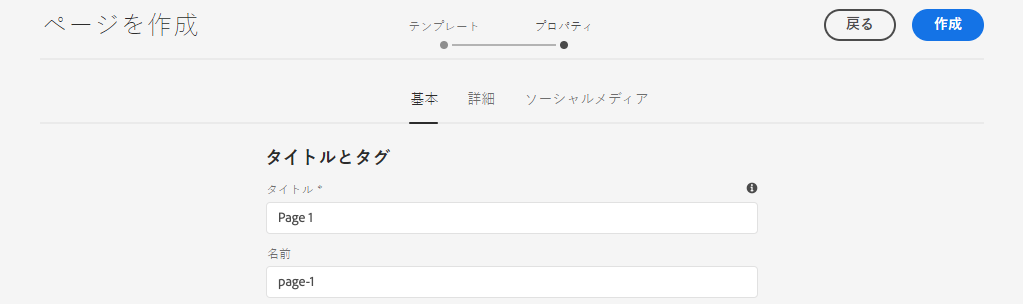 ページを作成
テンプレート プロパティ
戻る 作成
基本 詳細 ソーシャルメディア
タイトルとタグ
タイトル *
Page 1
名前
page-1